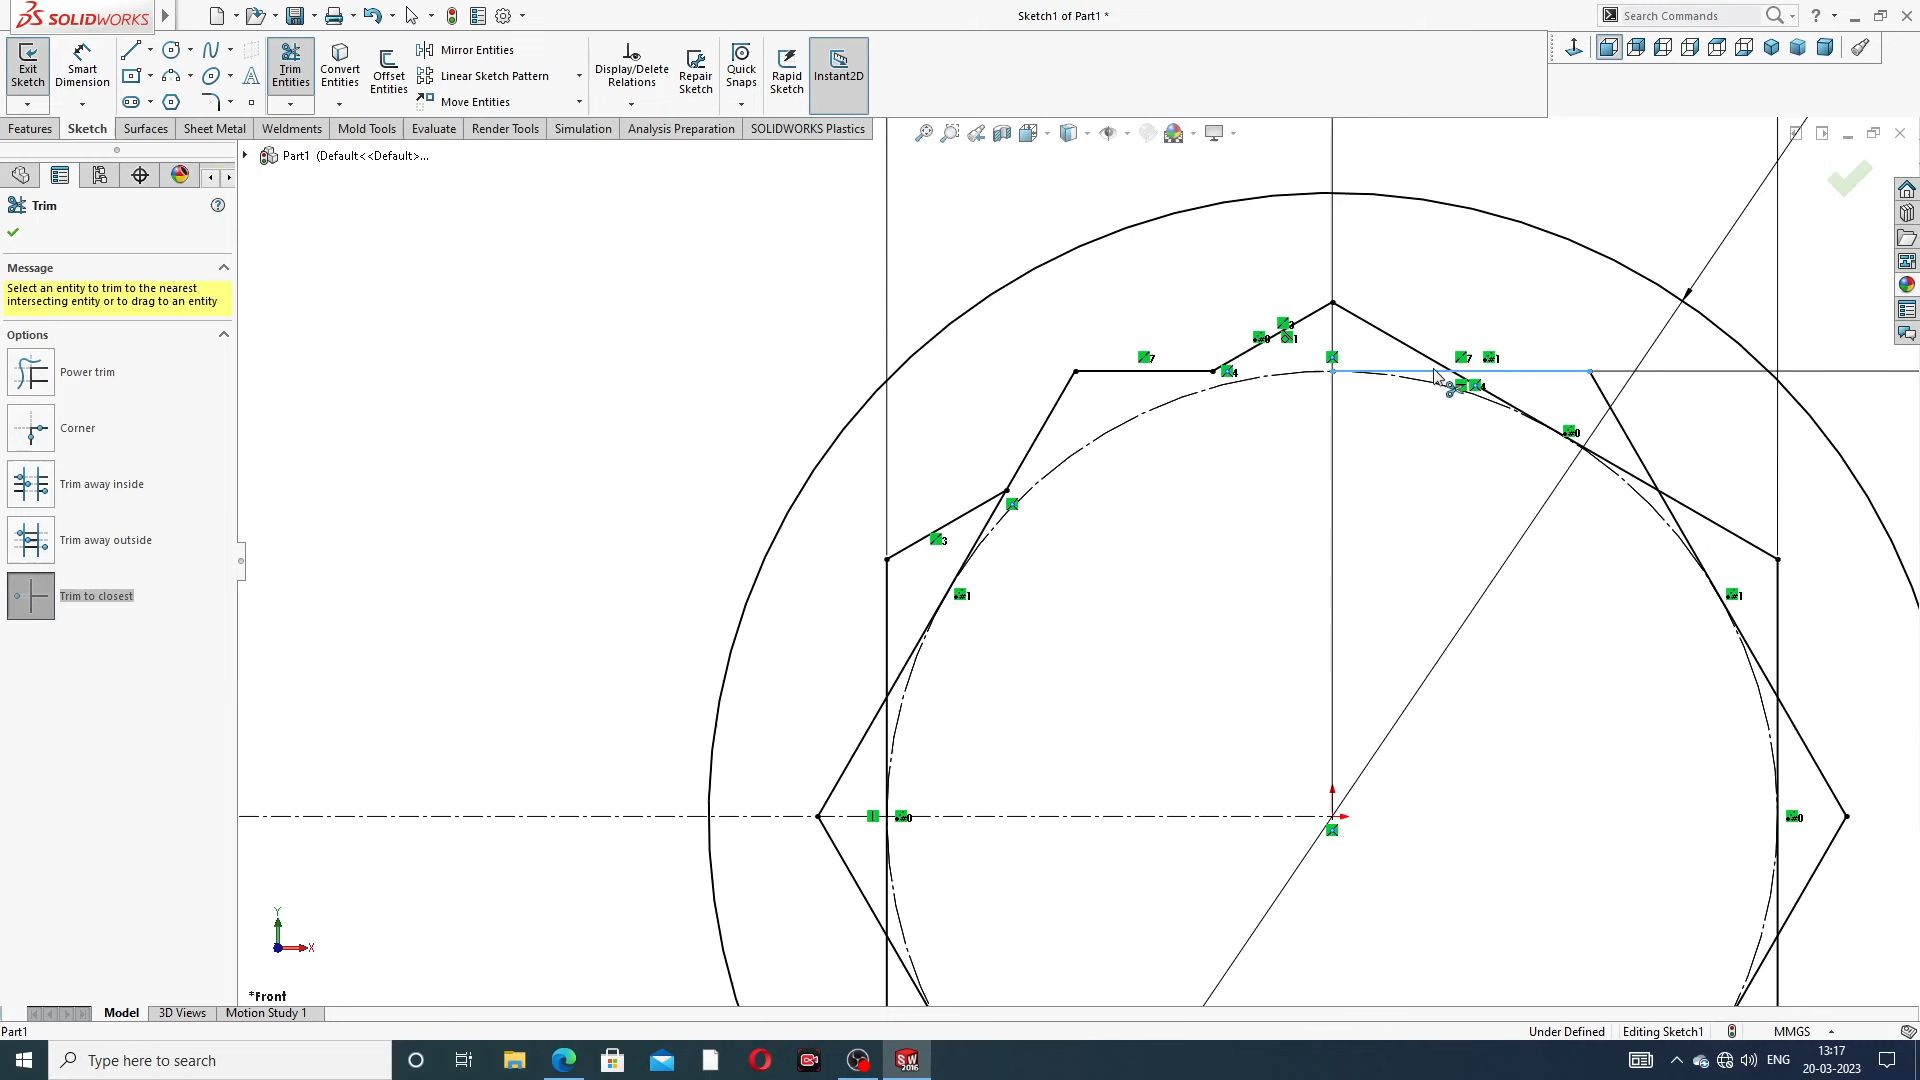 SOLIDWORKS
Sketch1 of Part1 *
Search Commands
Exit Sketch
Smart Dimension
Trim Entities
Convert Entities
Offset Entities
Mirror Entities
Linear Sketch Pattern
Move Entities
Display/Delete Relations
Repair Sketch
Quick Snaps
Rapid Sketch
Instant2D
Features
Sketch
Surfaces
Sheet Metal
Weldments
Mold Tools
Evaluate
Render Tools
Simulation
Analysis Preparation
SOLIDWORKS Plastics
Part1 (Default<<Default>...
Trim
Message
Select an entity to trim to the nearest
intersecting entity or to drag to an entity
Options
Power trim
Corner
Trim away inside
Trim away outside
Trim to closest
Y
X
*Front
Model
3D Views
Motion Study 1
Part1
Under Defined
Editing Sketch1
MMGS
Type here to search
SW
2016
ENG
13:17
20-03-2023